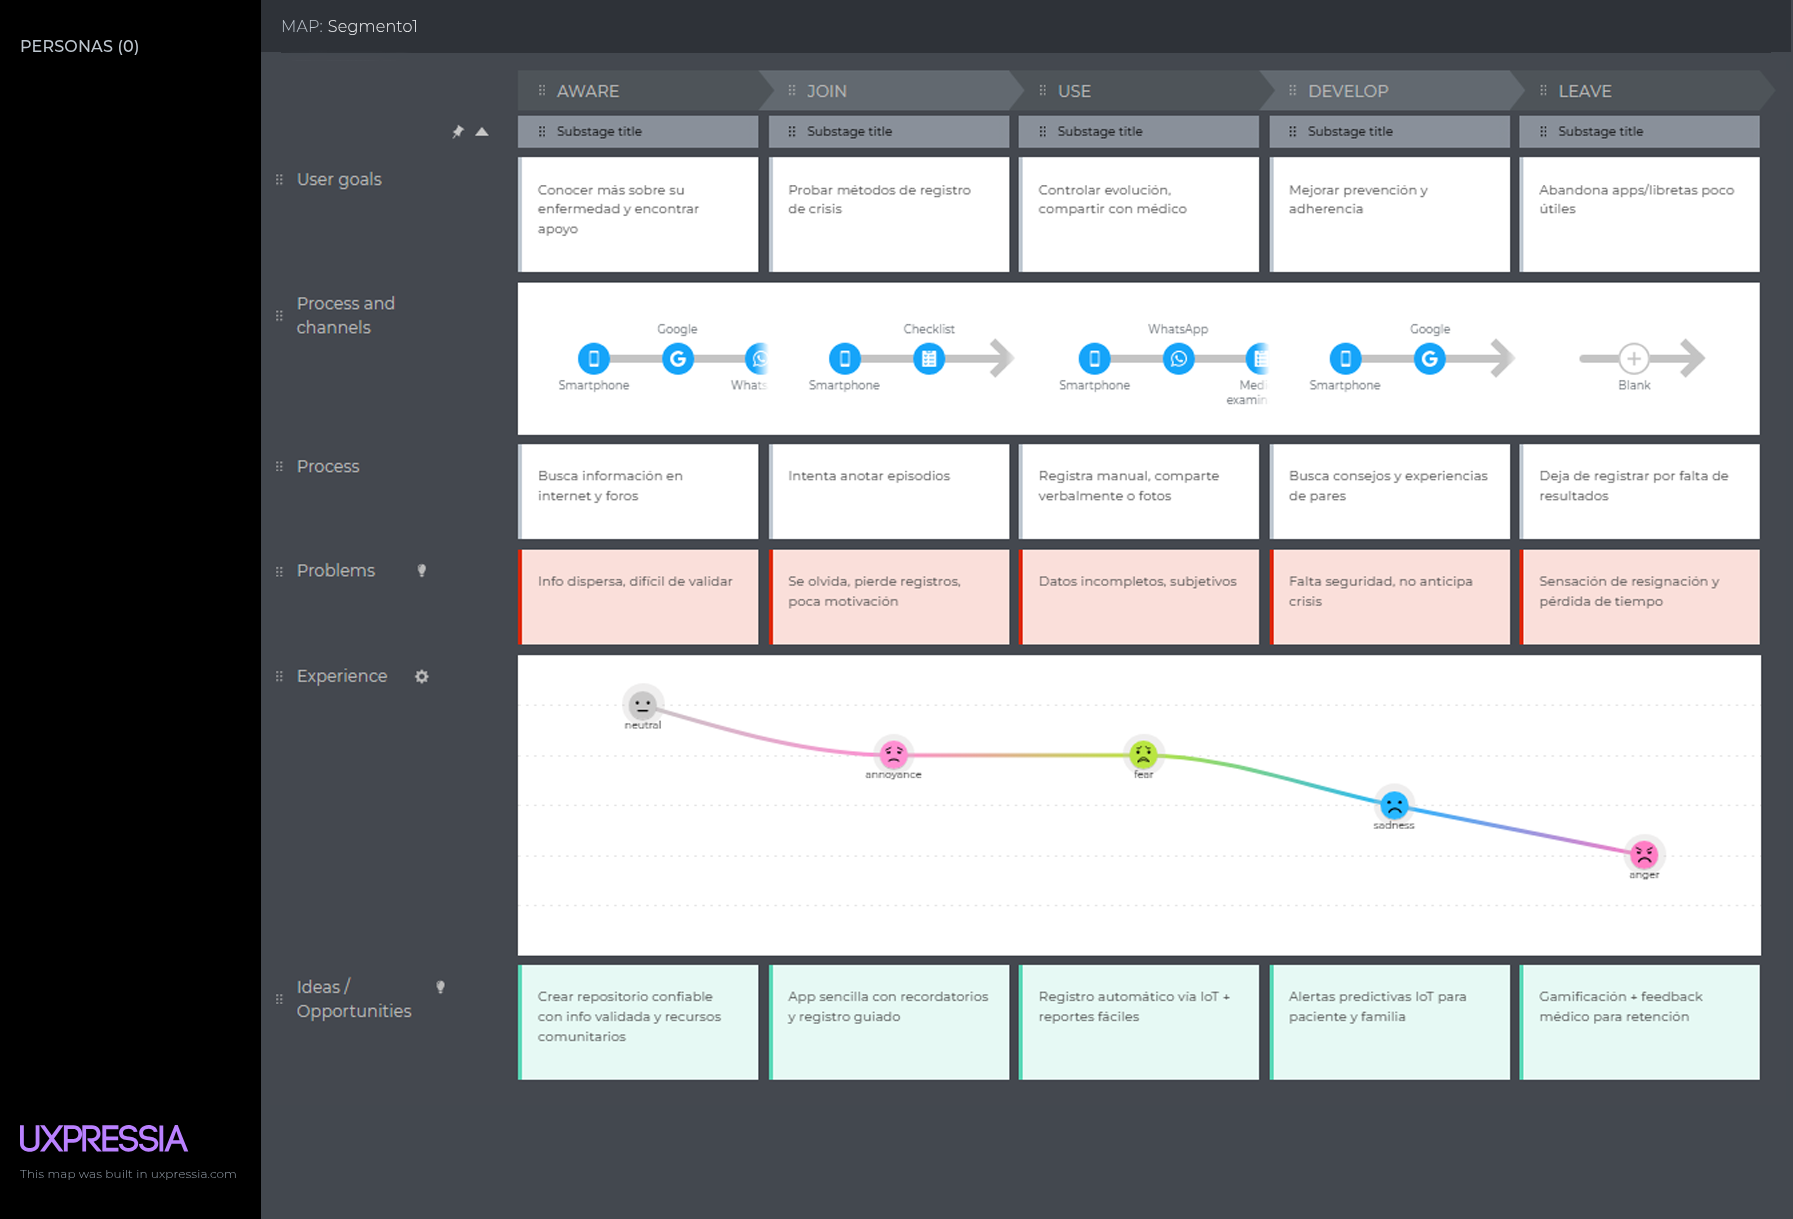 PERSONAS (0)
MAP: Segmento1
AWARE
JOIN
USE
DEVELOP
LEAVE
Substage title
Substage title
Substage title
Substage title
Substage title
User goals
Conocer más sobre su
enfermedad y encontrar
apoyo
Probar métodos de registro
de crisis
Controlar evolución,
compartir con médico
Mejorar prevención y
adherencia
Abandona apps/libretas poco
útiles
Process and
channels
Smartphone
Google
Whats
Smartphone
Checklist
Smartphone
WhatsApp
Medi
examin
Smartphone
Google
Blank
Process
Busca información en
internet y foros
Intenta anotar episodios
Registra manual, comparte
verbalmente o fotos
Busca consejos y experiencias
de pares
Deja de registrar por falta de
resultados
Problems
Info dispersa, difícil de validar
Se olvida, pierde registros,
poca motivación
Datos incompletos, subjetivos
Falta seguridad, no anticipa
crisis
Sensación de resignación y
pérdida de tiempo
Experience
neutral
annoyance
fear
sadness
anger
Ideas /
Opportunities
Crear repositorio confiable
con info validada y recursos
comunitarios
App sencilla con recordatorios
y registro guiado
Registro automático vía IoT +
reportes fáciles
Alertas predictivas IoT para
paciente y familia
Gamificación + feedback
médico para retención
UXPRESSIA
This map was built in uxpressia.com